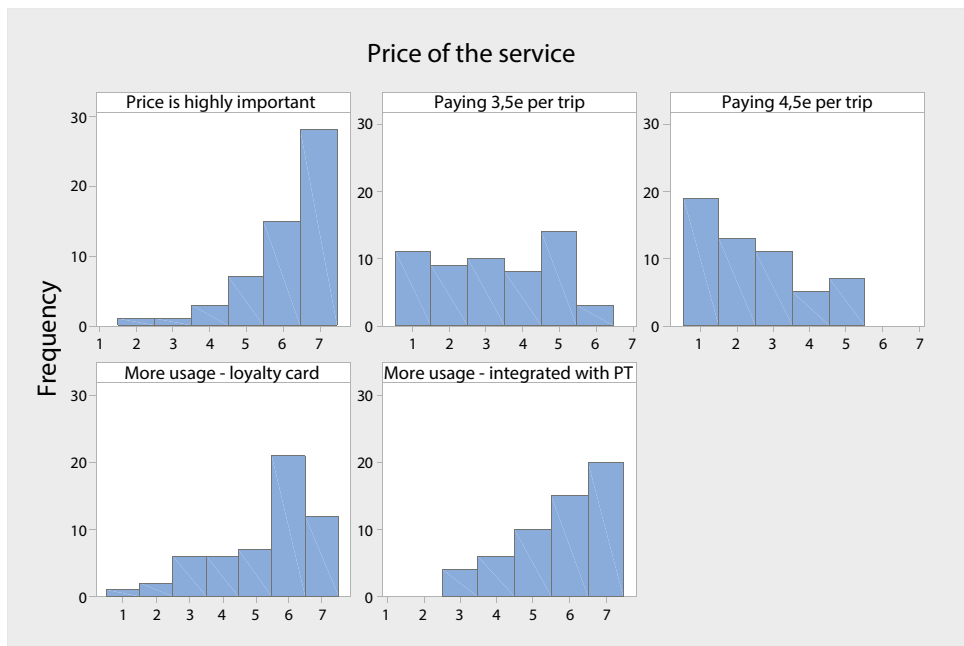 Price of the service
Price is highly important
Paying 3,5e per trip
Paying 4,5e per trip
30
20
10
0
1 2 3 4 5 6 7
30
20
10
0
1 2 3 4 5 6 7
30
20
10
0
1 2 3 4 5 6 7
Frequency
More usage - loyalty card
More usage - integrated with PT
30
20
10
0
1 2 3 4 5 6 7
30
20
10
0
1 2 3 4 5 6 7